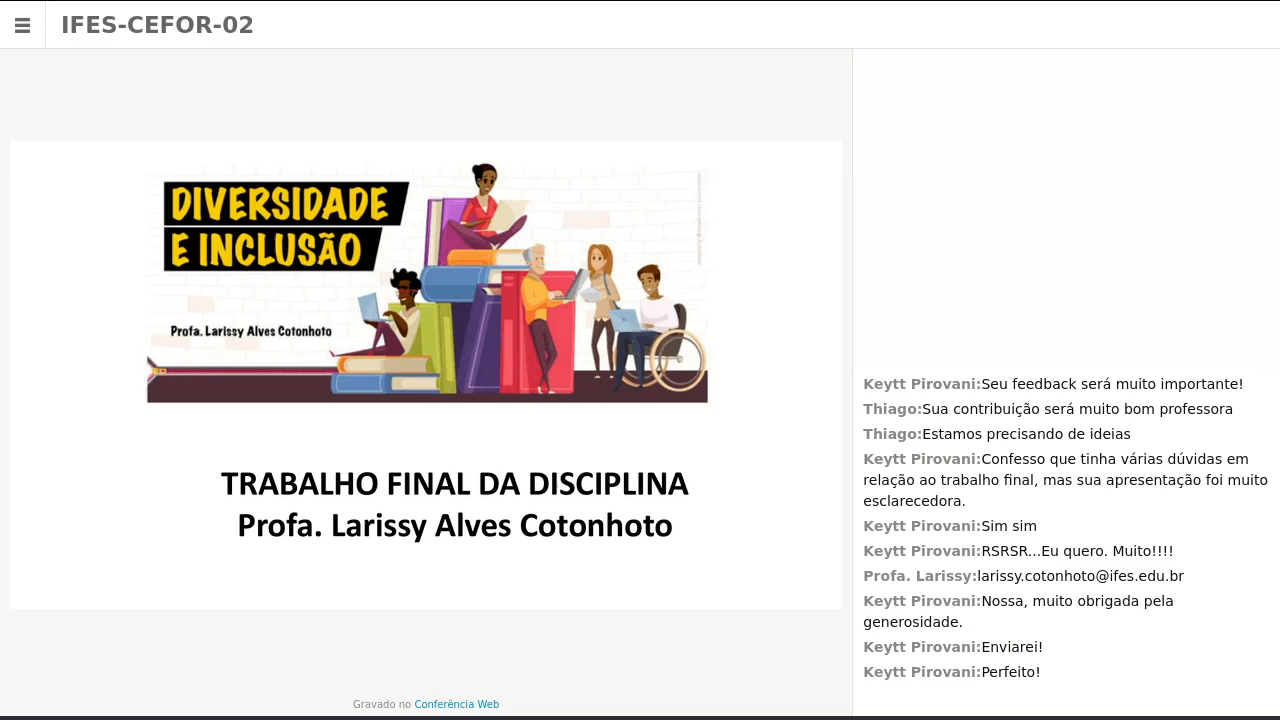 IFES-CEFOR-02
DIVERSIDADE
E INCLUSÃO
Profa. Larissy Alves Cotonhoto
TRABALHO FINAL DA DISCIPLINA
Profa. Larissy Alves Cotonhoto
Gravado no Conferência Web
Keytt Pirovani:Seu feedback será muito importante!
Thiago:Sua contribuição será muito bom professora
Thiago:Estamos precisando de ideias
Keytt Pirovani:Confesso que tinha várias dúvidas em
relação ao trabalho final, mas sua apresentação foi muito
esclarecedora.
Keytt Pirovani:Sim sim
Keytt Pirovani:RSRSR...Eu quero. Muito!!!!
Profa. Larissy:larissy.cotonhoto@ifes.edu.br
Keytt Pirovani:Nossa, muito obrigada pela
generosidade.
Keytt Pirovani:Enviarei!
Keytt Pirovani:Perfeito!